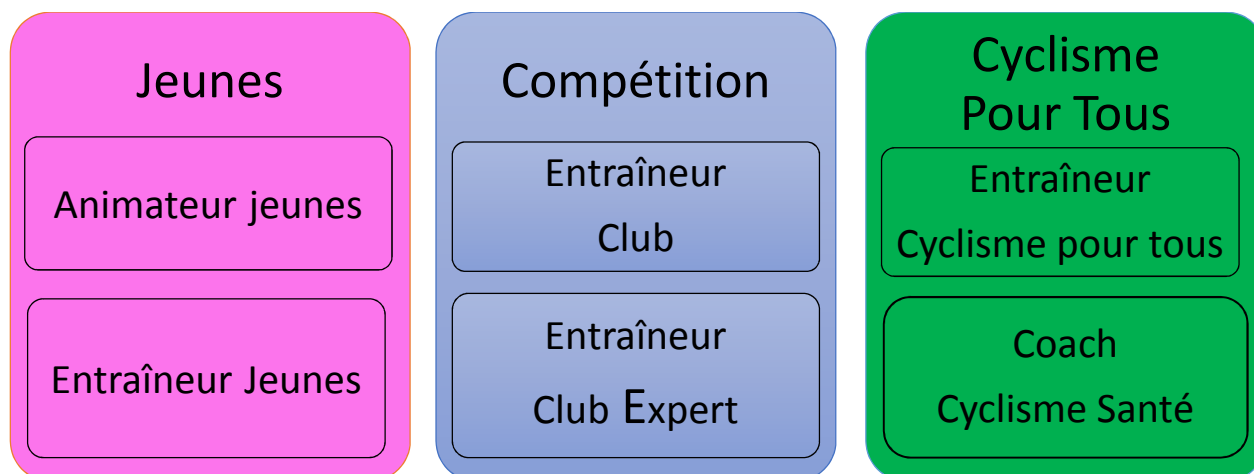 Jeunes
Animateur jeunes
Entraîneur Jeunes
Compétition
Entraîneur
Club
Entraîneur
Club Expert
Cyclisme
Pour Tous
Entraîneur
Cyclisme pour tous
Coach
Cyclisme Santé